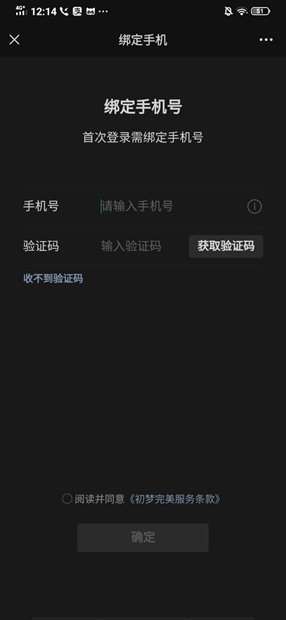 4G+ 12:14 51
绑定手机
绑定手机号
首次登录需绑定手机号
手机号 请输入手机号
验证码 输入验证码 获取验证码
收不到验证码
阅读并同意《初梦完美服务条款》
确定